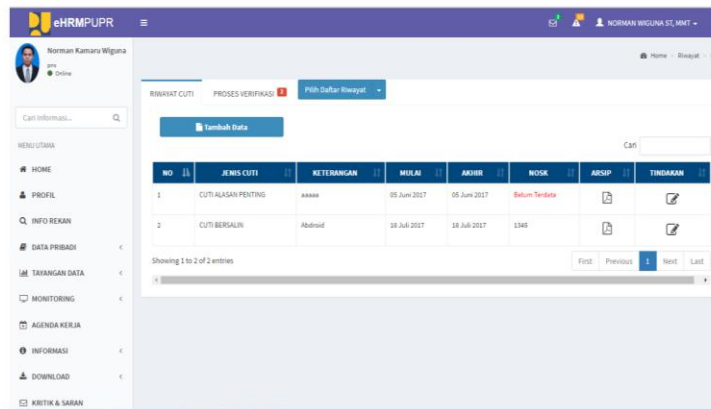 eHRMPUPR
NORMAN WIGUNA ST, MMT
Norman Kamaru Wiguna
pns
Online
Home > Riwayat >
RIWAYAT CUTI
PROSES VERIFIKASI 2
Pilih Daftar Riwayat
Cari Informasi...
Tambah Data
MENU UTAMA
Cari
HOME
NO JENIS CUTI KETERANGAN MULAI AKHIR NOSK ARSIP TINDAKAN
PROFIL
1 CUTI ALASAN PENTING aaaaa 05 Juni 2017 05 Juni 2017 Belum Terdata
INFO REKAN
2 CUTI BERSALIN Abdroid 18 Juli 2017 18 Juli 2017 1346
DATA PRIBADI
Showing 1 to 2 of 2 entries
First Previous 1 Next Last
TAYANGAN DATA
MONITORING
AGENDA KERJA
INFORMASI
DOWNLOAD
KRITIK & SARAN